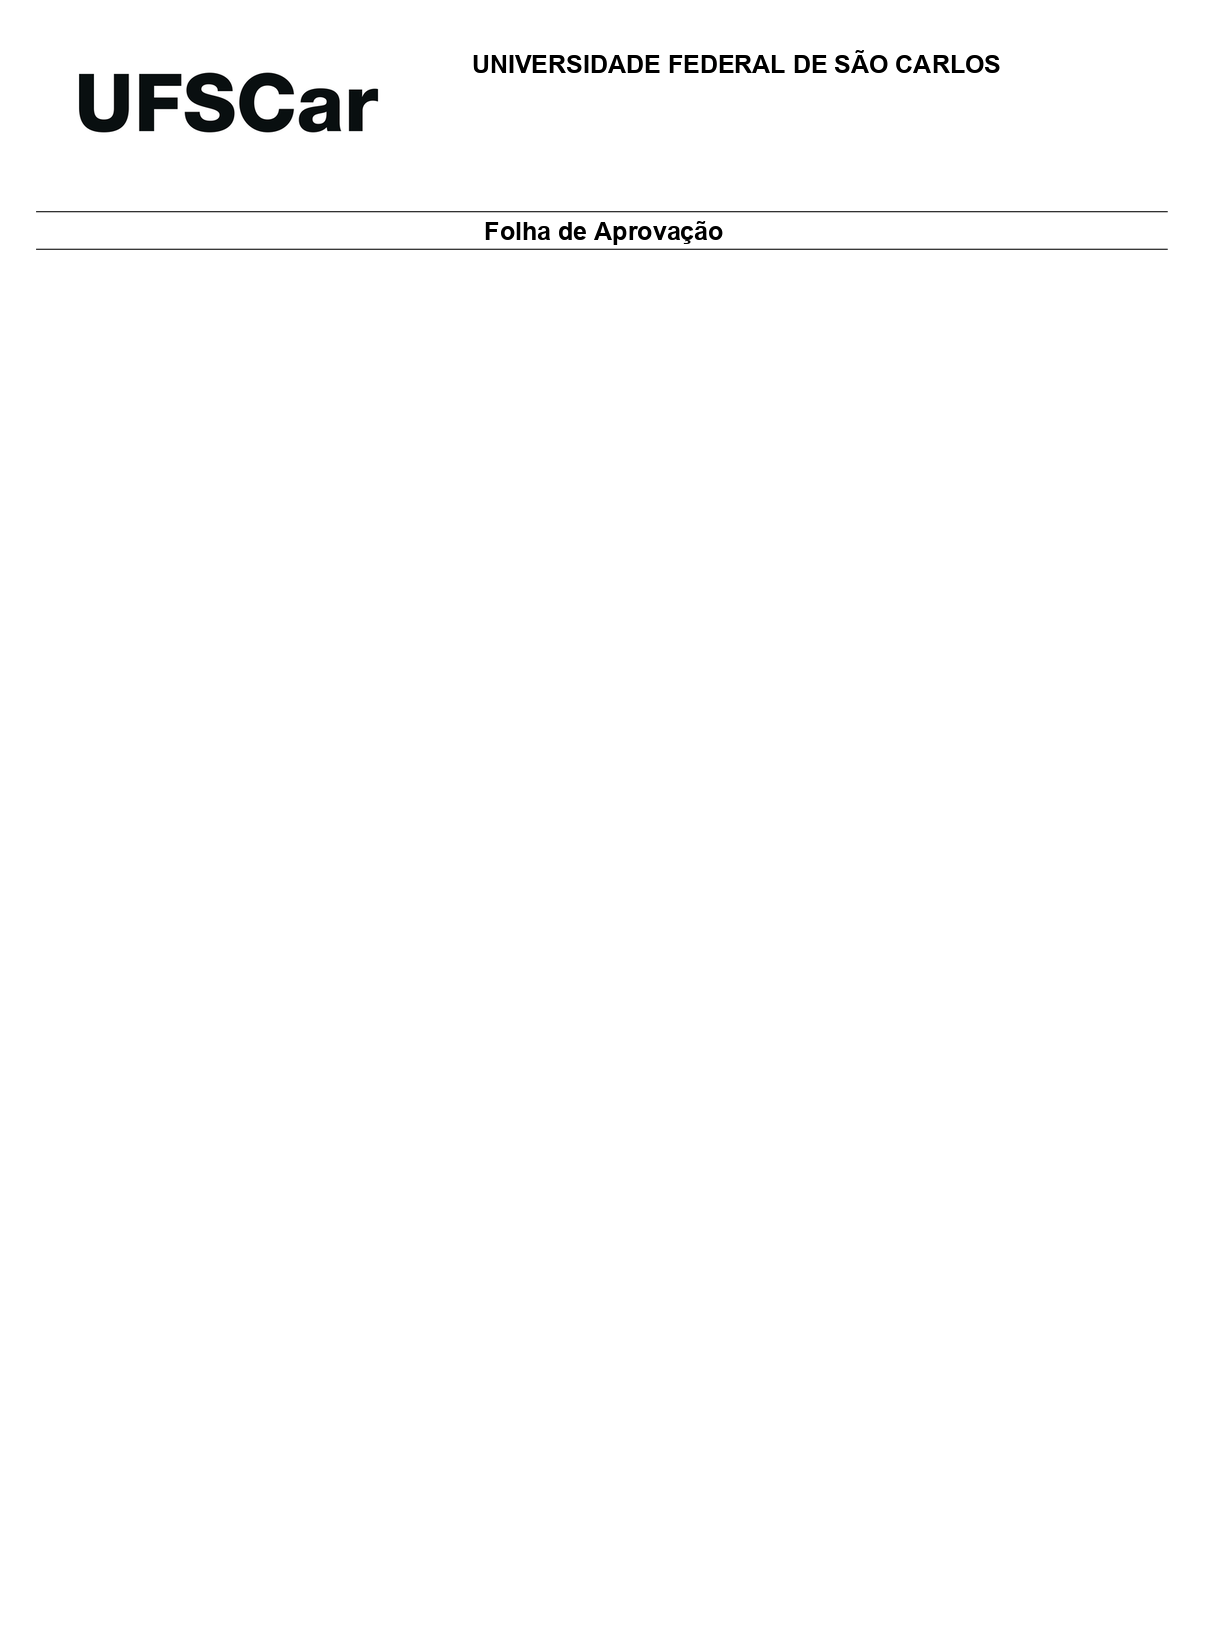 UFSCar
UNIVERSIDADE FEDERAL DE SÃO CARLOS
Folha de Aprovação